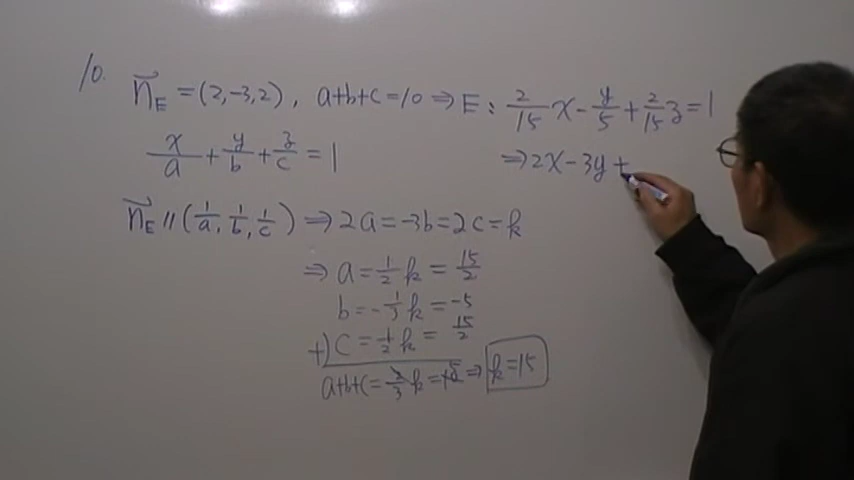 10.
n⃗_E = (2, -3, 2), a+b+c = 10 ⇒ E: 2/15 x - y/5 + 2/15 z = 1
x/a + y/b + z/c = 1
⇒ 2x - 3y +
n⃗_E // (1/a, 1/b, 1/c) ⇒ 2a = -3b = 2c = k
⇒ a = 1/2 k = 15/2
b = -1/3 k = -5
+) c = 1/2 k = 15/2
a+b+c = 2/3 k = ⇒ k = 15